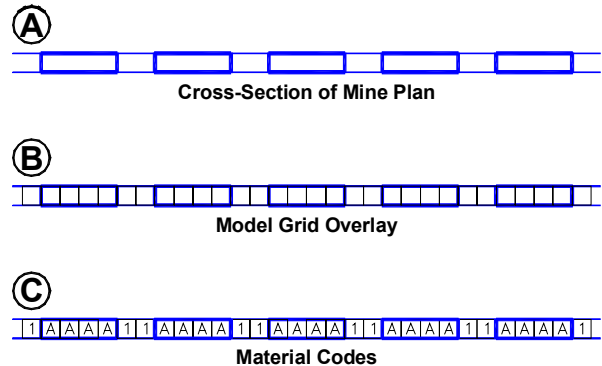 A
Cross-Section of Mine Plan
B
Model Grid Overlay
C
1 A A A A 1 1 A A A A 1 1 A A A A 1 1 A A A A 1 1 A A A A 1
Material Codes